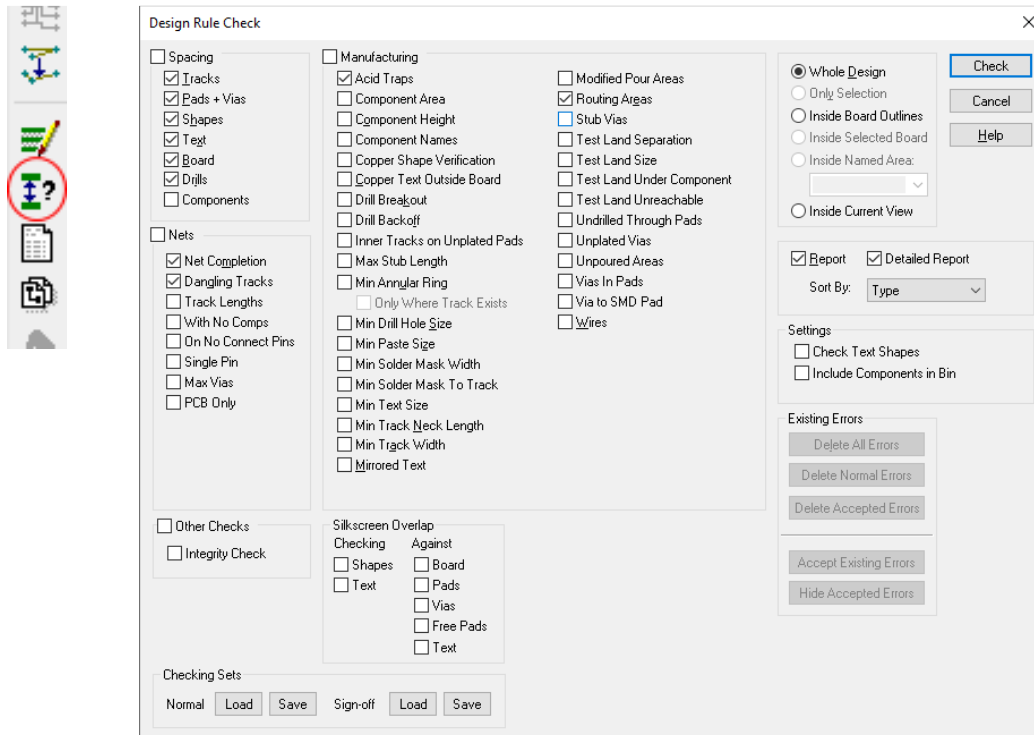 ?
Design Rule Check
Spacing
Tracks
Pads + Vias
Shapes
Text
Board
Drills
Components
Nets
Net Completion
Dangling Tracks
Track Lengths
With No Comps
On No Connect Pins
Single Pin
Max Vias
PCB Only
Manufacturing
Acid Traps
Component Area
Component Height
Component Names
Copper Shape Verification
Copper Text Outside Board
Drill Breakout
Drill Backoff
Inner Tracks on Unplated Pads
Max Stub Length
Min Annular Ring
Only Where Track Exists
Min Drill Hole Size
Min Paste Size
Min Solder Mask Width
Min Solder Mask To Track
Min Text Size
Min Track Neck Length
Min Track Width
Mirrored Text
Modified Pour Areas
Routing Areas
Stub Vias
Test Land Separation
Test Land Size
Test Land Under Component
Test Land Unreachable
Undrilled Through Pads
Unplated Vias
Unpoured Areas
Vias In Pads
Via to SMD Pad
Wires
Whole Design
Only Selection
Inside Board Outlines
Inside Selected Board
Inside Named Area:
Inside Current View
Check
Cancel
Help
Report Detailed Report
Sort By: Type
Settings
Check Text Shapes
Include Components in Bin
Existing Errors
Delete All Errors
Delete Normal Errors
Delete Accepted Errors
Accept Existing Errors
Hide Accepted Errors
Other Checks
Integrity Check
Silkscreen Overlap
Checking Against
Shapes Board
Text Pads
Vias
Free Pads
Text
Checking Sets
Normal Load Save Sign-off Load Save